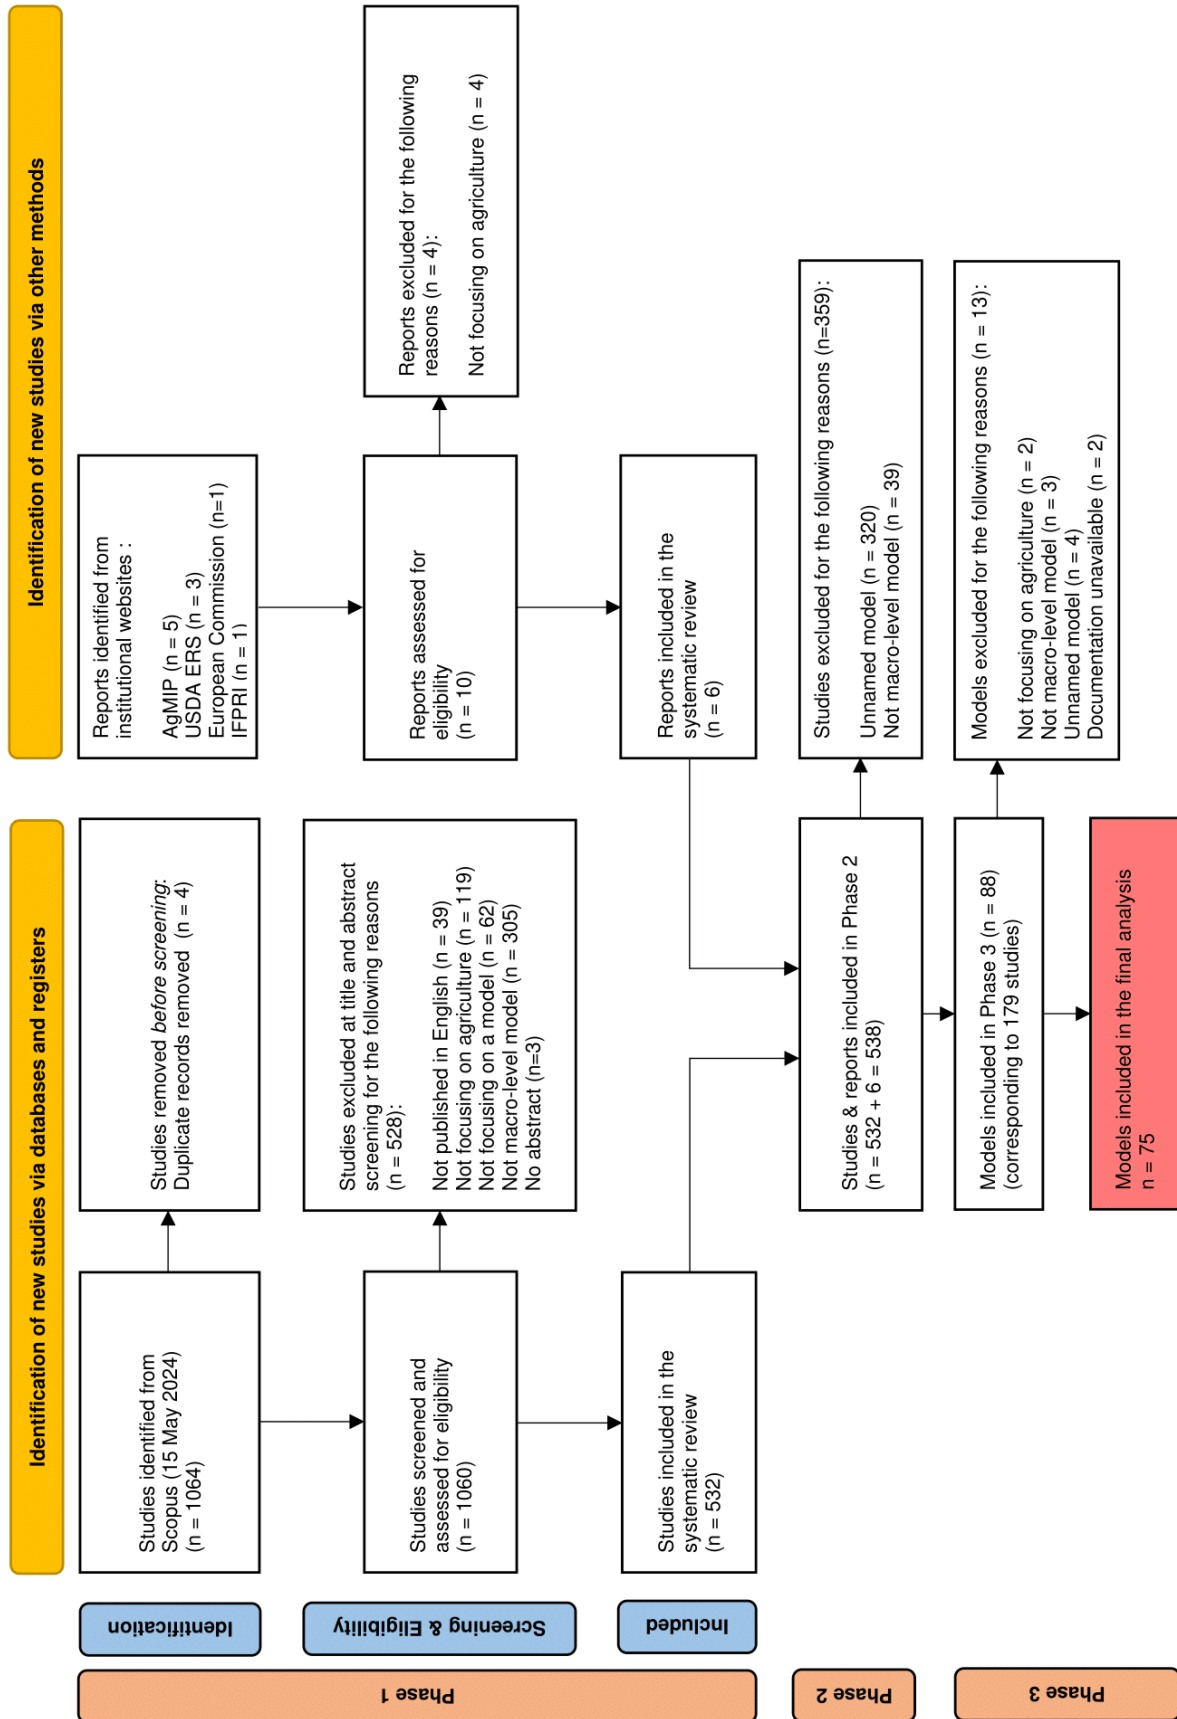 Identification of new studies via databases and registers
Identification of new studies via other methods
Phase 1
Identification
Studies identified from
Scopus (15 May 2024)
(n = 1064)
Studies removed before screening:
Duplicate records removed  (n = 4)
Reports identified from
institutional websites :
AgMIP (n = 5)
USDA ERS (n = 3)
European Commission (n=1)
IFPRI (n = 1)
Screening & Eligibility
Studies screened and
assessed for eligibility
(n = 1060)
Studies excluded at title and abstract
screening for the following reasons
(n = 528):
Not published in English (n = 39)
Not focusing on agriculture (n = 119)
Not focusing on a model (n = 62)
Not macro-level model (n = 305)
No abstract (n=3)
Reports assessed for
eligibility
(n = 10)
Reports excluded for the following
reasons (n = 4):
Not focusing on agriculture (n = 4)
Included
Studies included in the
systematic review
(n = 532)
Reports included in the
systematic review
(n = 6)
Phase 2
Studies & reports included in Phase 2
(n = 532 + 6 = 538)
Studies excluded for the following reasons (n=359):
Unnamed model (n = 320)
Not macro-level model (n = 39)
Phase 3
Models included in Phase 3 (n = 88)
(corresponding to 179 studies)
Models excluded for the following reasons (n = 13):
Not focusing on agriculture (n = 2)
Not macro-level model (n = 3)
Unnamed model (n = 4)
Documentation unavailable (n = 2)
Models included in the final analysis
n = 75